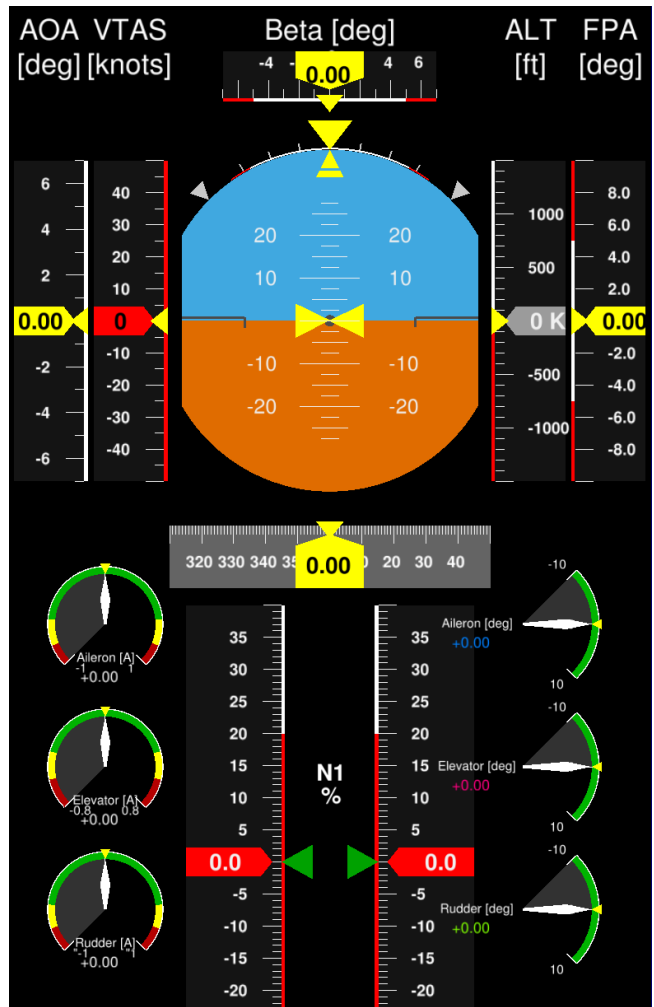 AOA VTAS Beta [deg] ALT FPA
[deg] [knots] [ft] [deg]
-4 0.00 4 6
6 40 1000 8.0
4 30 20 20 6.0
2 20 10 10 500 4.0
10 2.0
0.00 0 0 K 0.00
-2 -10 -10 -10 -500 -2.0
-4 -20 -20 -20 -4.0
-30 -1000 -6.0
-6 -40 -8.0
320 330 340 0.00 20 30 40
Aileron [A]
-1 1
+0.00
Elevator [A]
-0.8 0.8
+0.00
Rudder [A]
"-1 "1
+0.00
35 35
30 30
25 25
20 20
15 15
10 10
5 5
0.0 0.0
-5 -5
-10 -10
-15 -15
-20 -20
N1
%
-10
Aileron [deg]
+0.00
10
-10
Elevator [deg]
+0.00
10
-10
Rudder [deg]
+0.00
10